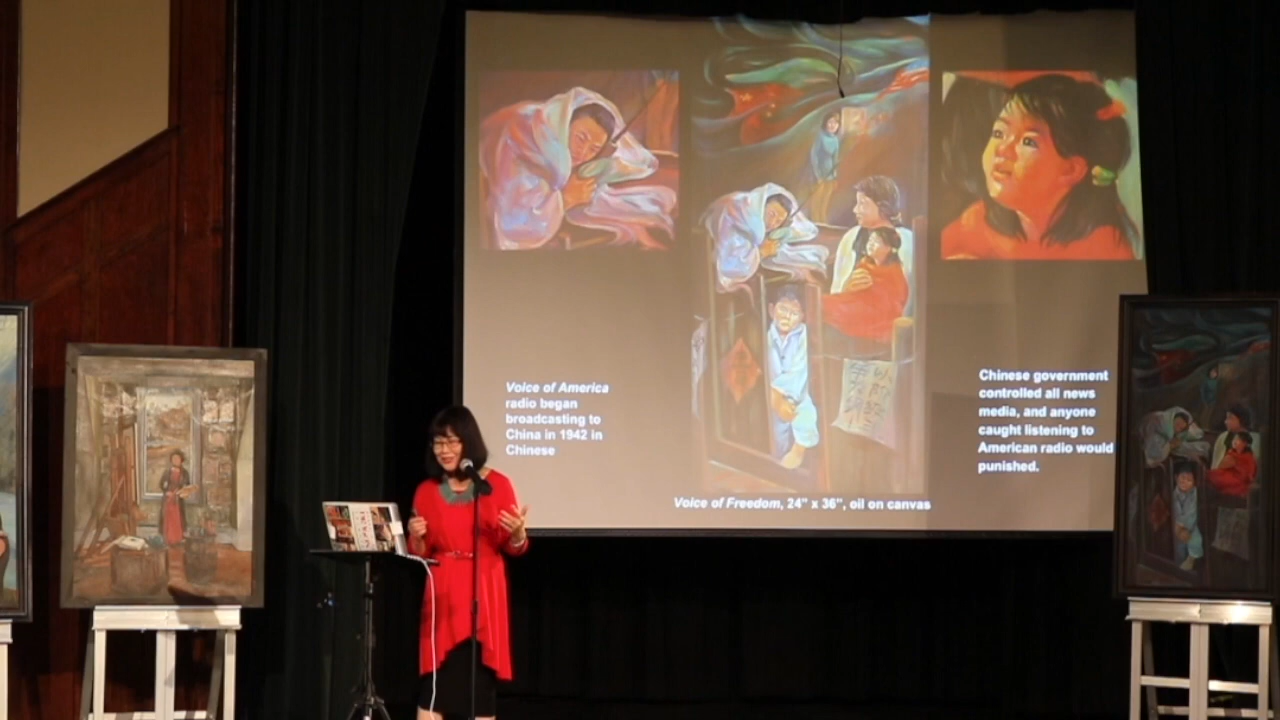 Voice of America
radio began
broadcasting to
China in 1942 in
Chinese
Chinese government
controlled all news
media, and anyone
caught listening to
American radio would
punished.
Voice of Freedom, 24" x 36", oil on canvas